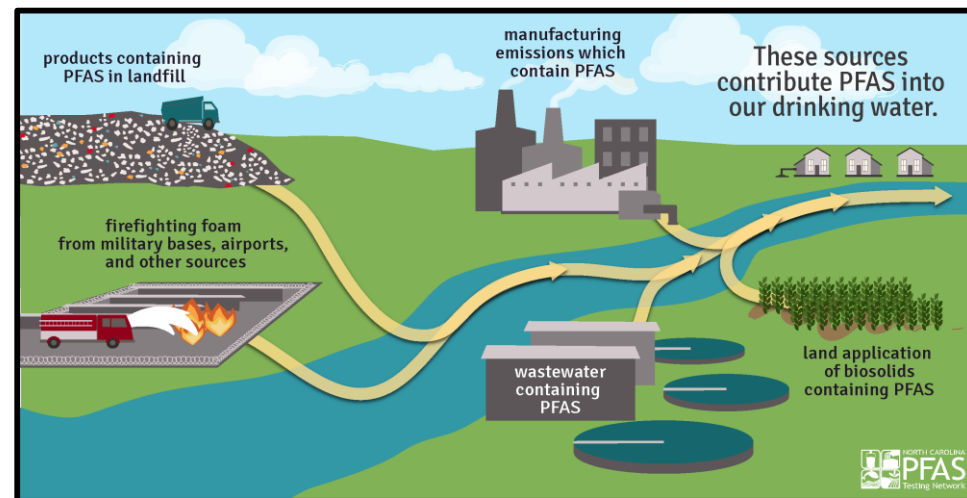 products containing
PFAS in landfill
manufacturing
emissions which
contain PFAS
These sources
contribute PFAS into
our drinking water.
firefighting foam
from military bases, airports,
and other sources
wastewater
containing
PFAS
land application
of biosolids
containing PFAS
NORTH CAROLINA
PFAS
Testing Network